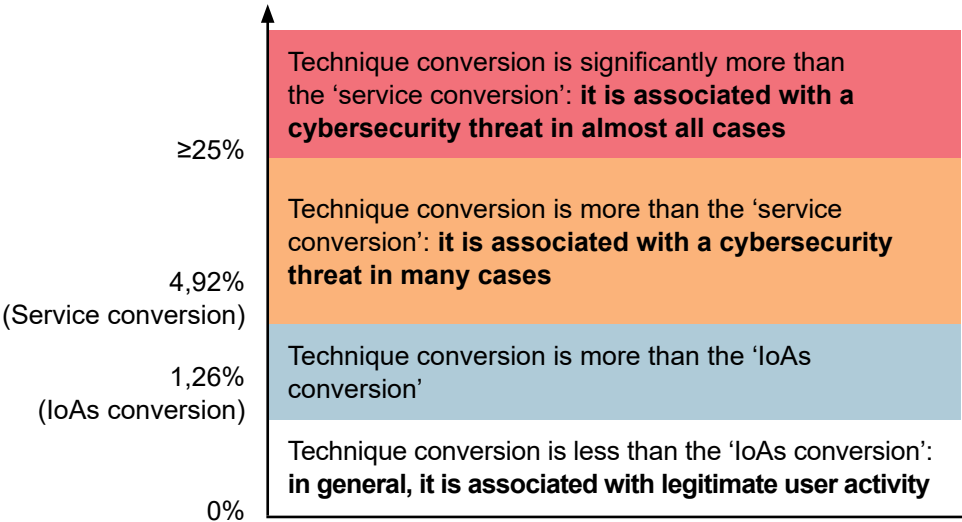 Technique conversion is significantly more than
the ‘service conversion’: it is associated with a
cybersecurity threat in almost all cases
≥25%
Technique conversion is more than the ‘service
conversion’: it is associated with a cybersecurity
threat in many cases
4,92%
(Service conversion)
Technique conversion is more than the ‘IoAs
conversion’
1,26%
(IoAs conversion)
Technique conversion is less than the ‘IoAs conversion’:
in general, it is associated with legitimate user activity
0%